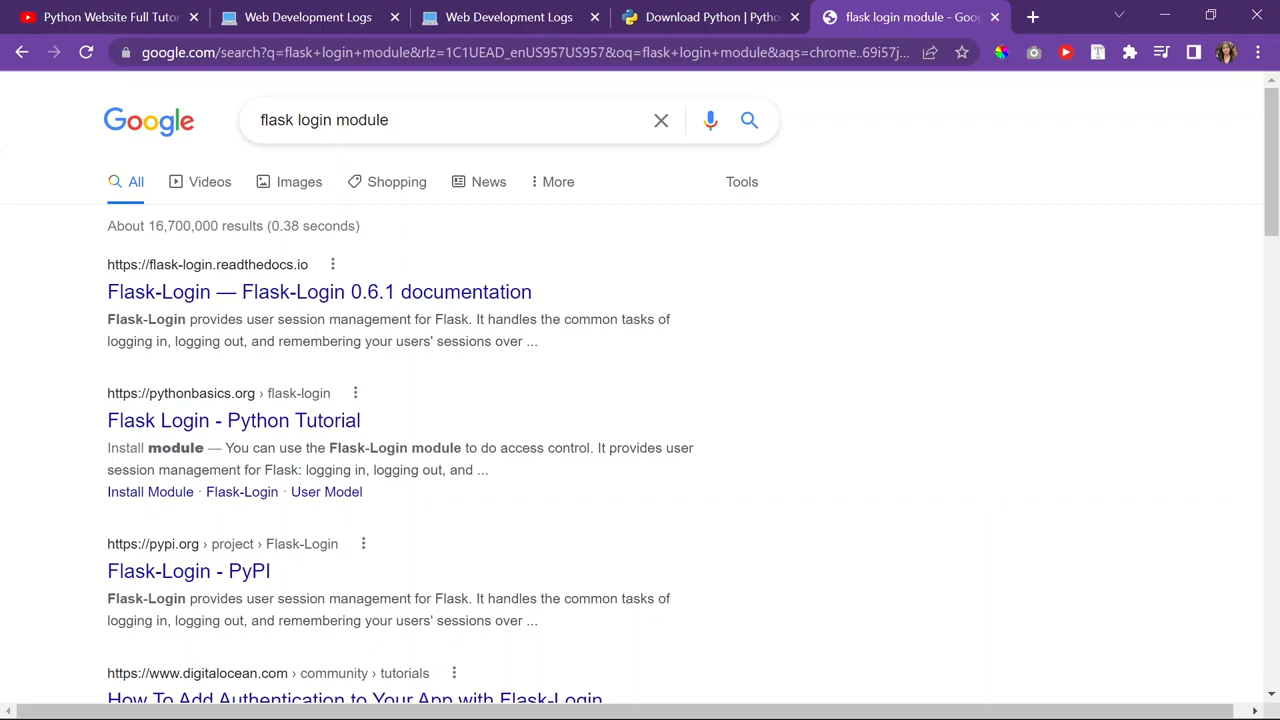 Python Website Full Tutor
Web Development Logs
Web Development Logs
Download Python | Pytho
flask login module - Goo
google.com/search?q=flask+login+module&rlz=1C1UEAD_enUS957US957&oq=flask+login+module&aqs=chrome..69i57j...
Google
flask login module
All
Videos
Images
Shopping
News
More
Tools
About 16,700,000 results (0.38 seconds)
https://flask-login.readthedocs.io
Flask-Login — Flask-Login 0.6.1 documentation
Flask-Login provides user session management for Flask. It handles the common tasks of
logging in, logging out, and remembering your users' sessions over ...
https://pythonbasics.org › flask-login
Flask Login - Python Tutorial
Install module — You can use the Flask-Login module to do access control. It provides user
session management for Flask: logging in, logging out, and ...
Install Module · Flask-Login · User Model
https://pypi.org › project › Flask-Login
Flask-Login - PyPI
Flask-Login provides user session management for Flask. It handles the common tasks of
logging in, logging out, and remembering your users' sessions over ...
https://www.digitalocean.com › community › tutorials
How To Add Authentication to Your App with Flask-Login